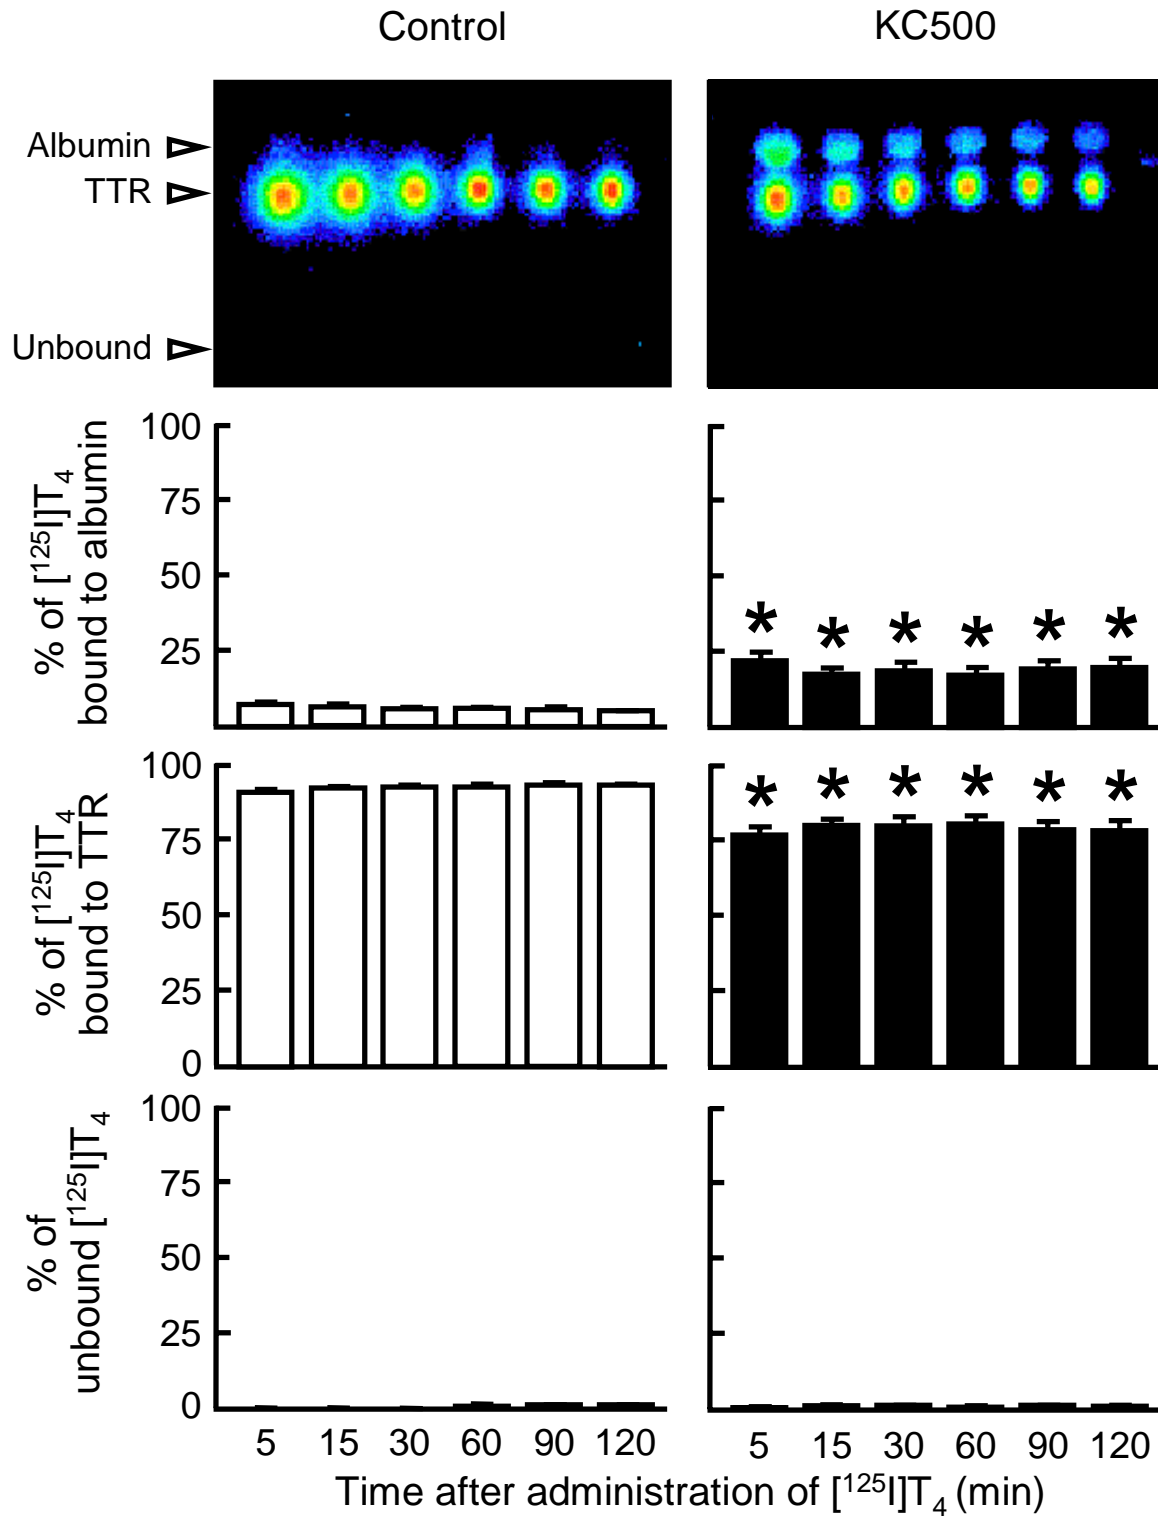 Control
KC500
Albumin
TTR
Unbound
% of [¹²⁵I]T₄
bound to albumin
100
75
50
25
* * * * * *
% of [¹²⁵I]T₄
bound to TTR
100
75
50
25
0
* * * * * *
% of
unbound [¹²⁵I]T₄
100
75
50
25
0
5 15 30 60 90 120
5 15 30 60 90 120
Time after administration of [¹²⁵I]T₄ (min)